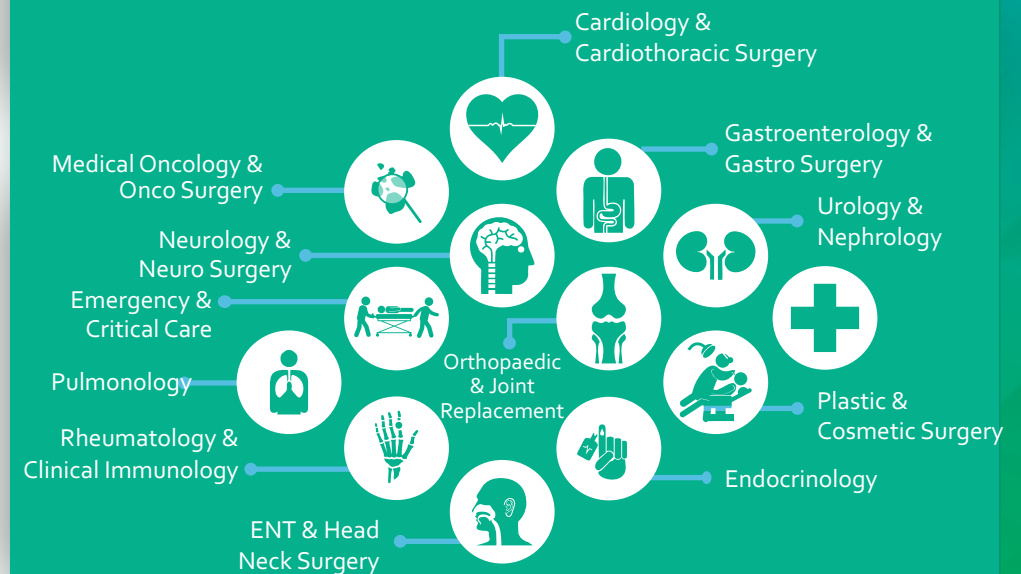 Cardiology &
Cardiothoracic Surgery
Gastroenterology &
Gastro Surgery
Medical Oncology &
Onco Surgery
Urology &
Nephrology
Neurology &
Neuro Surgery
Emergency &
Critical Care
Orthopaedic
& Joint
Replacement
Pulmonology
Plastic &
Cosmetic Surgery
Rheumatology &
Clinical Immunology
Endocrinology
ENT & Head
Neck Surgery